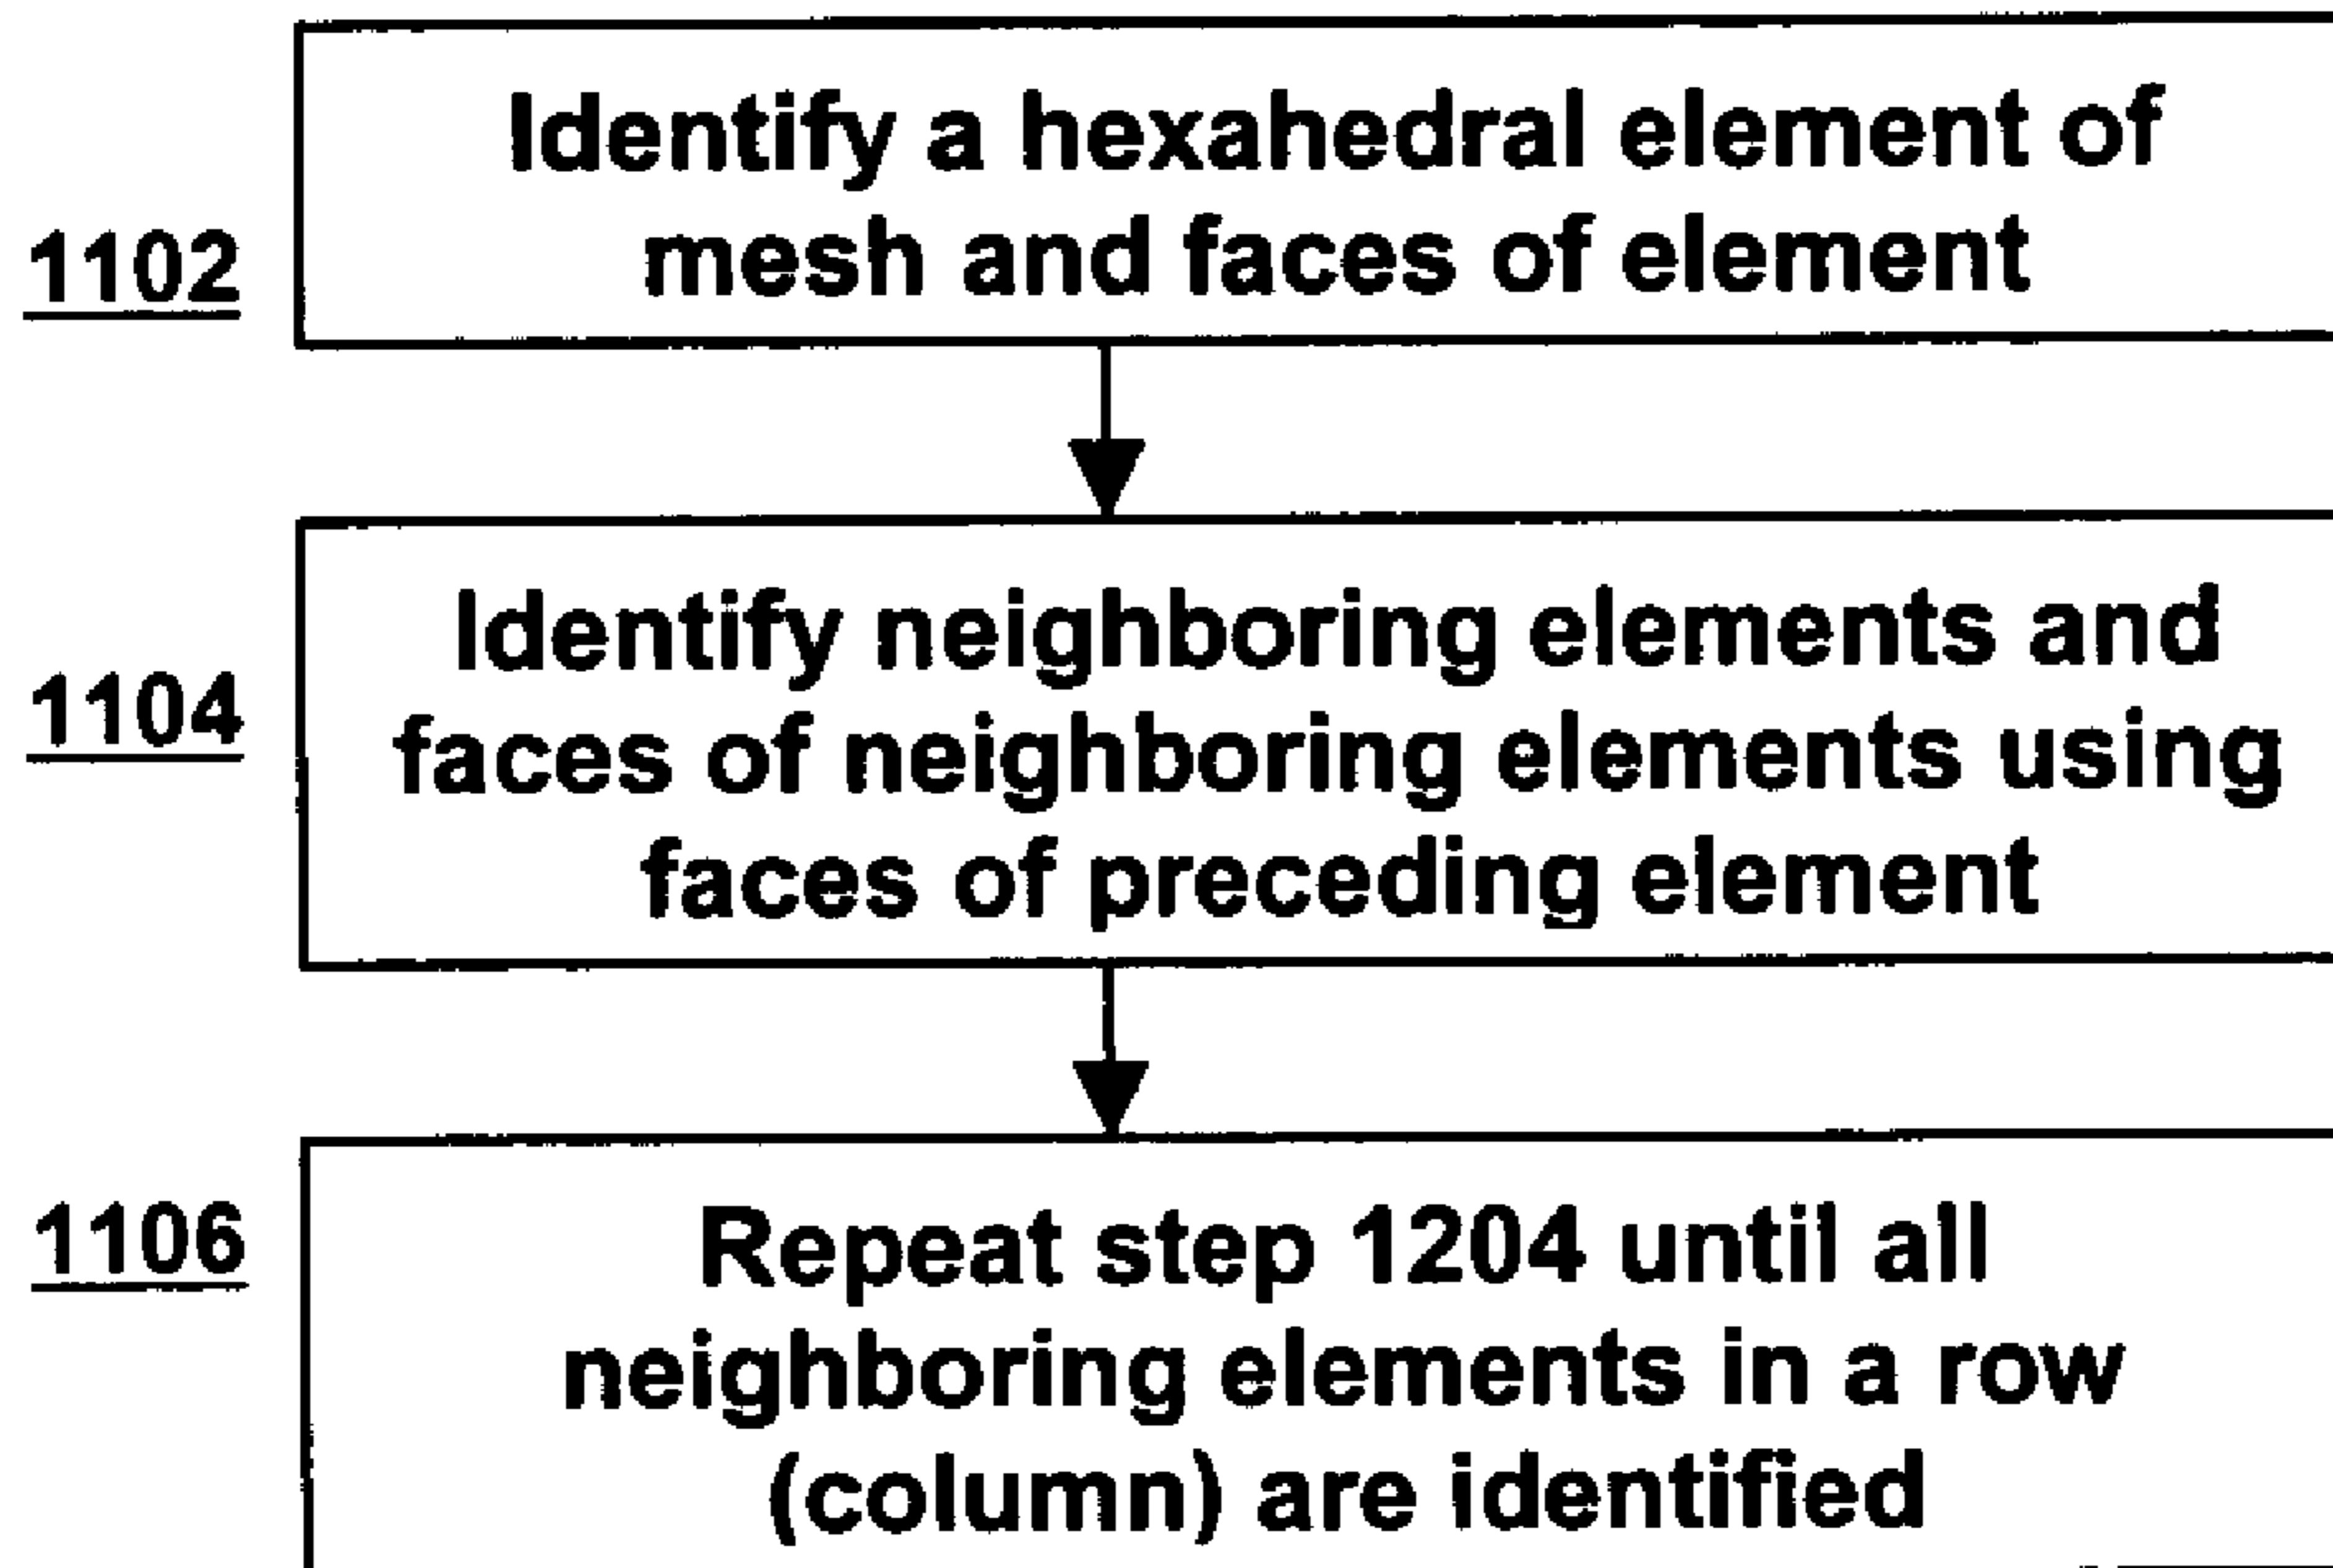 Identify a hexahedral element of
mesh and faces of element
1102
Identify neighboring elements and
faces of neighboring elements using
faces of preceding element
1104
Repeat step 1204 until all
neighboring elements in a row
(column) are identified
1106